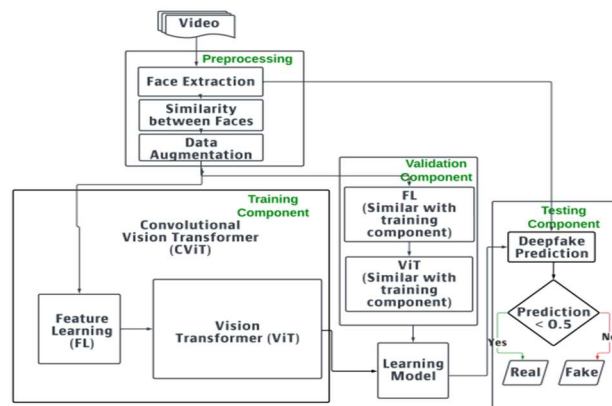 Video
Preprocessing
Face Extraction
Similarity
between Faces
Data
Augmentation
Validation
Component
Training
Component
Convolutional
Vision Transformer
(CViT)
FL
(Similar with
training
component)
ViT
(Similar with
training
component)
Feature
Learning
(FL)
Vision
Transformer (ViT)
Learning
Model
Testing
Component
Deepfake
Prediction
Prediction
< 0.5
Yes
No
Real
Fake